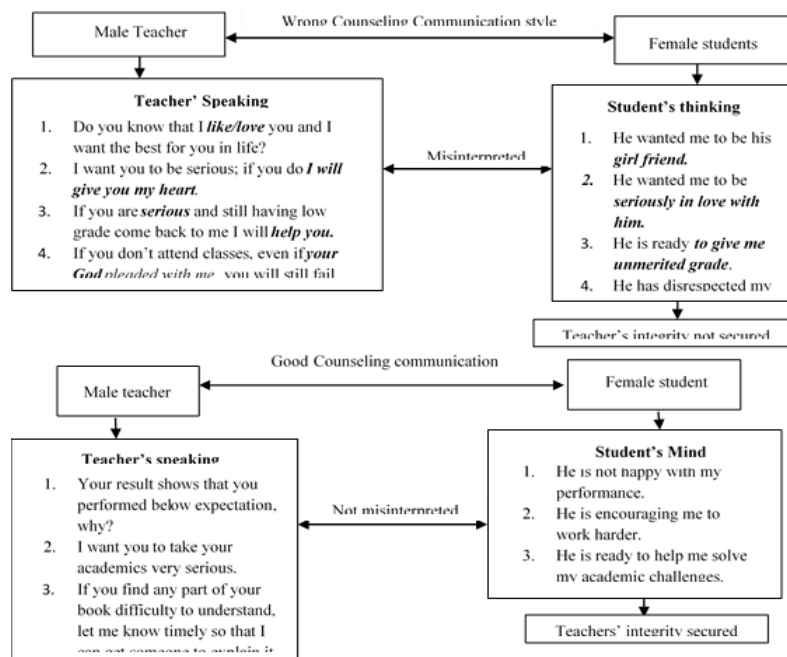 Male Teacher
Wrong Counseling Communication style
Female students
Teacher' Speaking
1. Do you know that I like/love you and I
want the best for you in life?
2. I want you to be serious; if you do I will
give you my heart.
3. If you are serious and still having low
grade come back to me I will help you.
4. If you don't attend classes, even if your
God pleaded with me, you will still fail
Misinterpreted
Student's thinking
1. He wanted me to be his
girl friend.
2. He wanted me to be
seriously in love with
him.
3. He is ready to give me
unmerited grade.
4. He has disrespected my
Teacher's integrity not secured
Good Counseling communication
Male teacher
Female student
Teacher's speaking
1. Your result shows that you
performed below expectation,
why?
2. I want you to take your
academics very serious.
3. If you find any part of your
book difficulty to understand,
let me know timely so that I
can get someone to explain it
Not misinterpreted
Student's Mind
1. He is not happy with my
performance.
2. He is encouraging me to
work harder.
3. He is ready to help me solve
my academic challenges.
Teachers' integrity secured